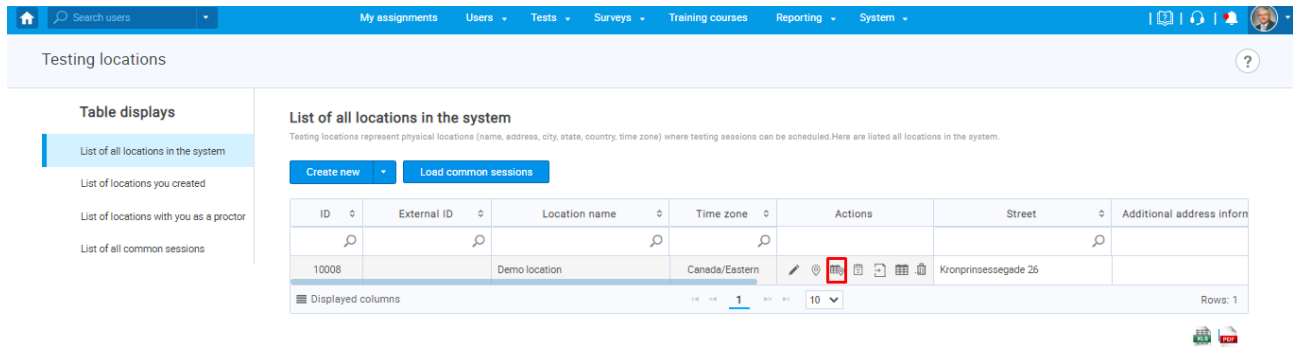 Search users My assignments Users Tests Surveys Training courses Reporting System
Testing locations ?
Table displays
List of all locations in the system
List of locations you created
List of locations with you as a proctor
List of all common sessions
List of all locations in the system
Testing locations represent physical locations (name, address, city, state, country, time zone) where testing sessions can be scheduled.Here are listed all locations in the system.
Create new Load common sessions
ID External ID Location name Time zone Actions Street Additional address inform
10008 Demo location Canada/Eastern Kronprinsessegade 26
Displayed columns 1 10 Rows: 1
XLS PDF